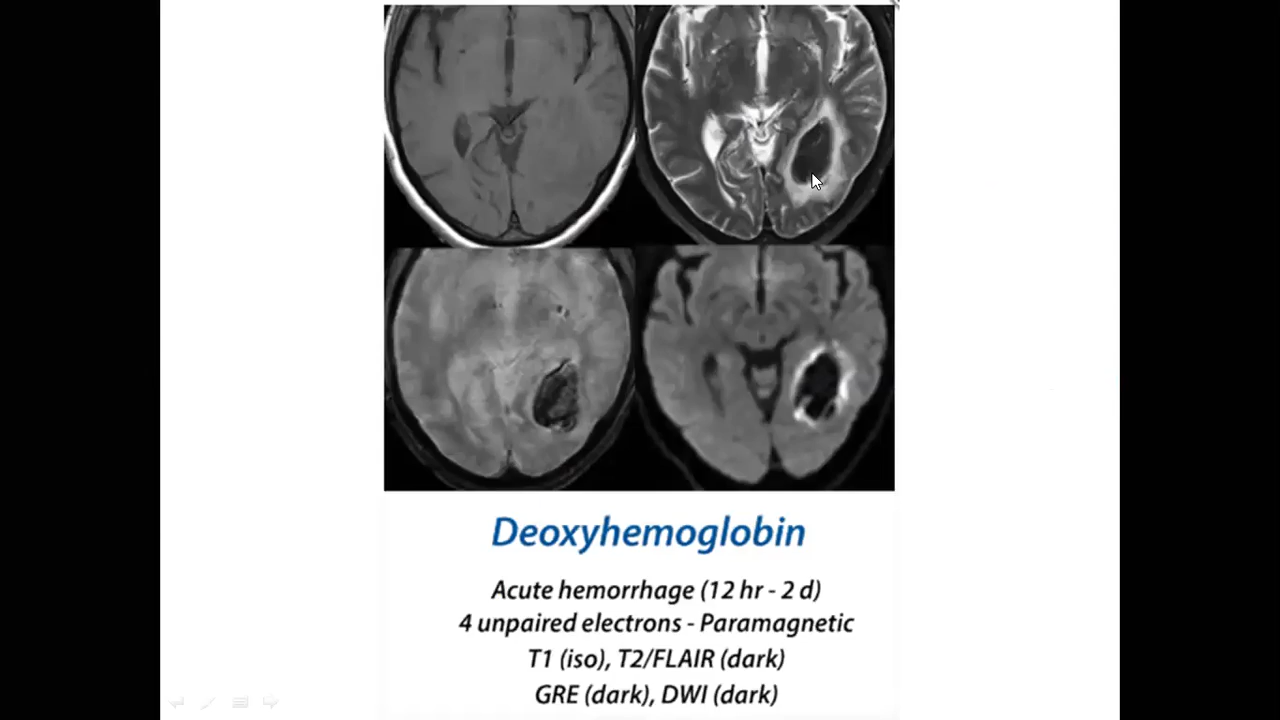 Deoxyhemoglobin
Acute hemorrhage (12 hr - 2 d)
4 unpaired electrons - Paramagnetic
T1 (iso), T2/FLAIR (dark)
GRE (dark), DWI (dark)